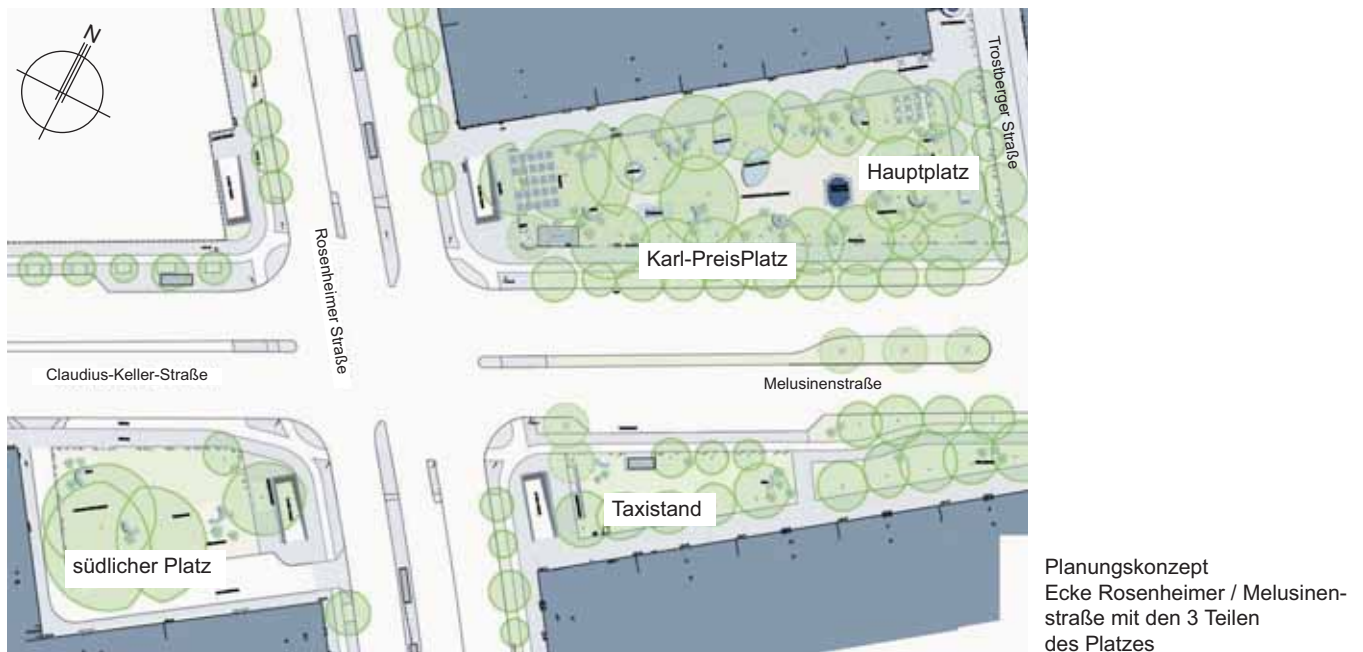 N
Trostberger Straße
Hauptplatz
Karl-PreisPlatz
Rosenheimer Straße
Claudius-Keller-Straße
Melusinenstraße
Taxistand
südlicher Platz
Planungskonzept
Ecke Rosenheimer / Melusinen-
straße mit den 3 Teilen
des Platzes